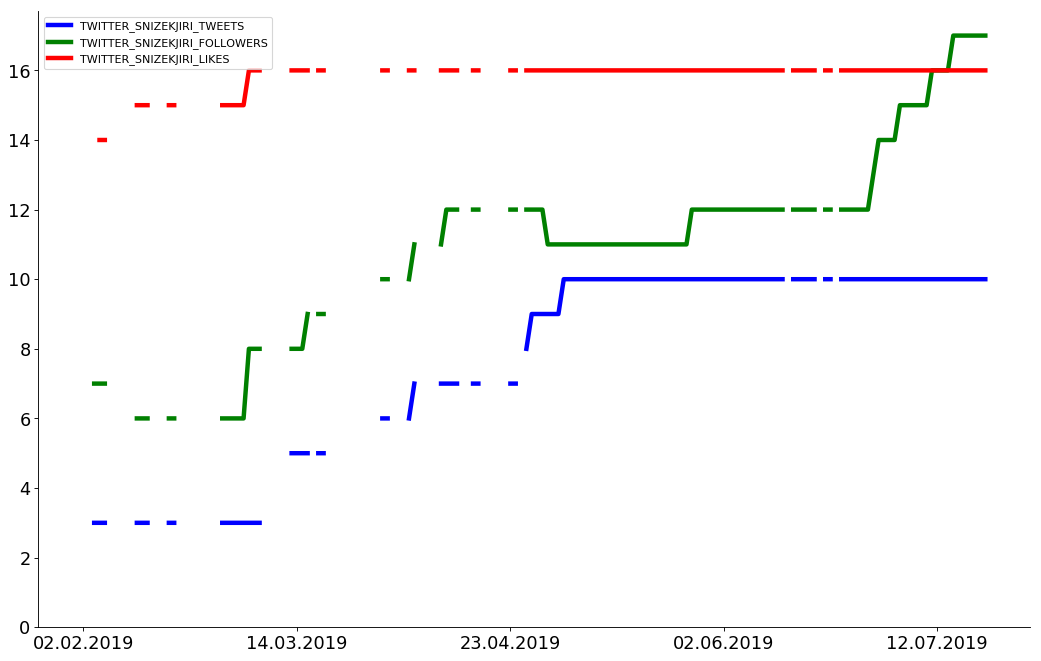 TWITTER_SNIZEKJIRI_TWEETS
TWITTER_SNIZEKJIRI_FOLLOWERS
TWITTER_SNIZEKJIRI_LIKES
16
14
12
10
8
6
4
2
0
02.02.2019 14.03.2019 23.04.2019 02.06.2019 12.07.2019